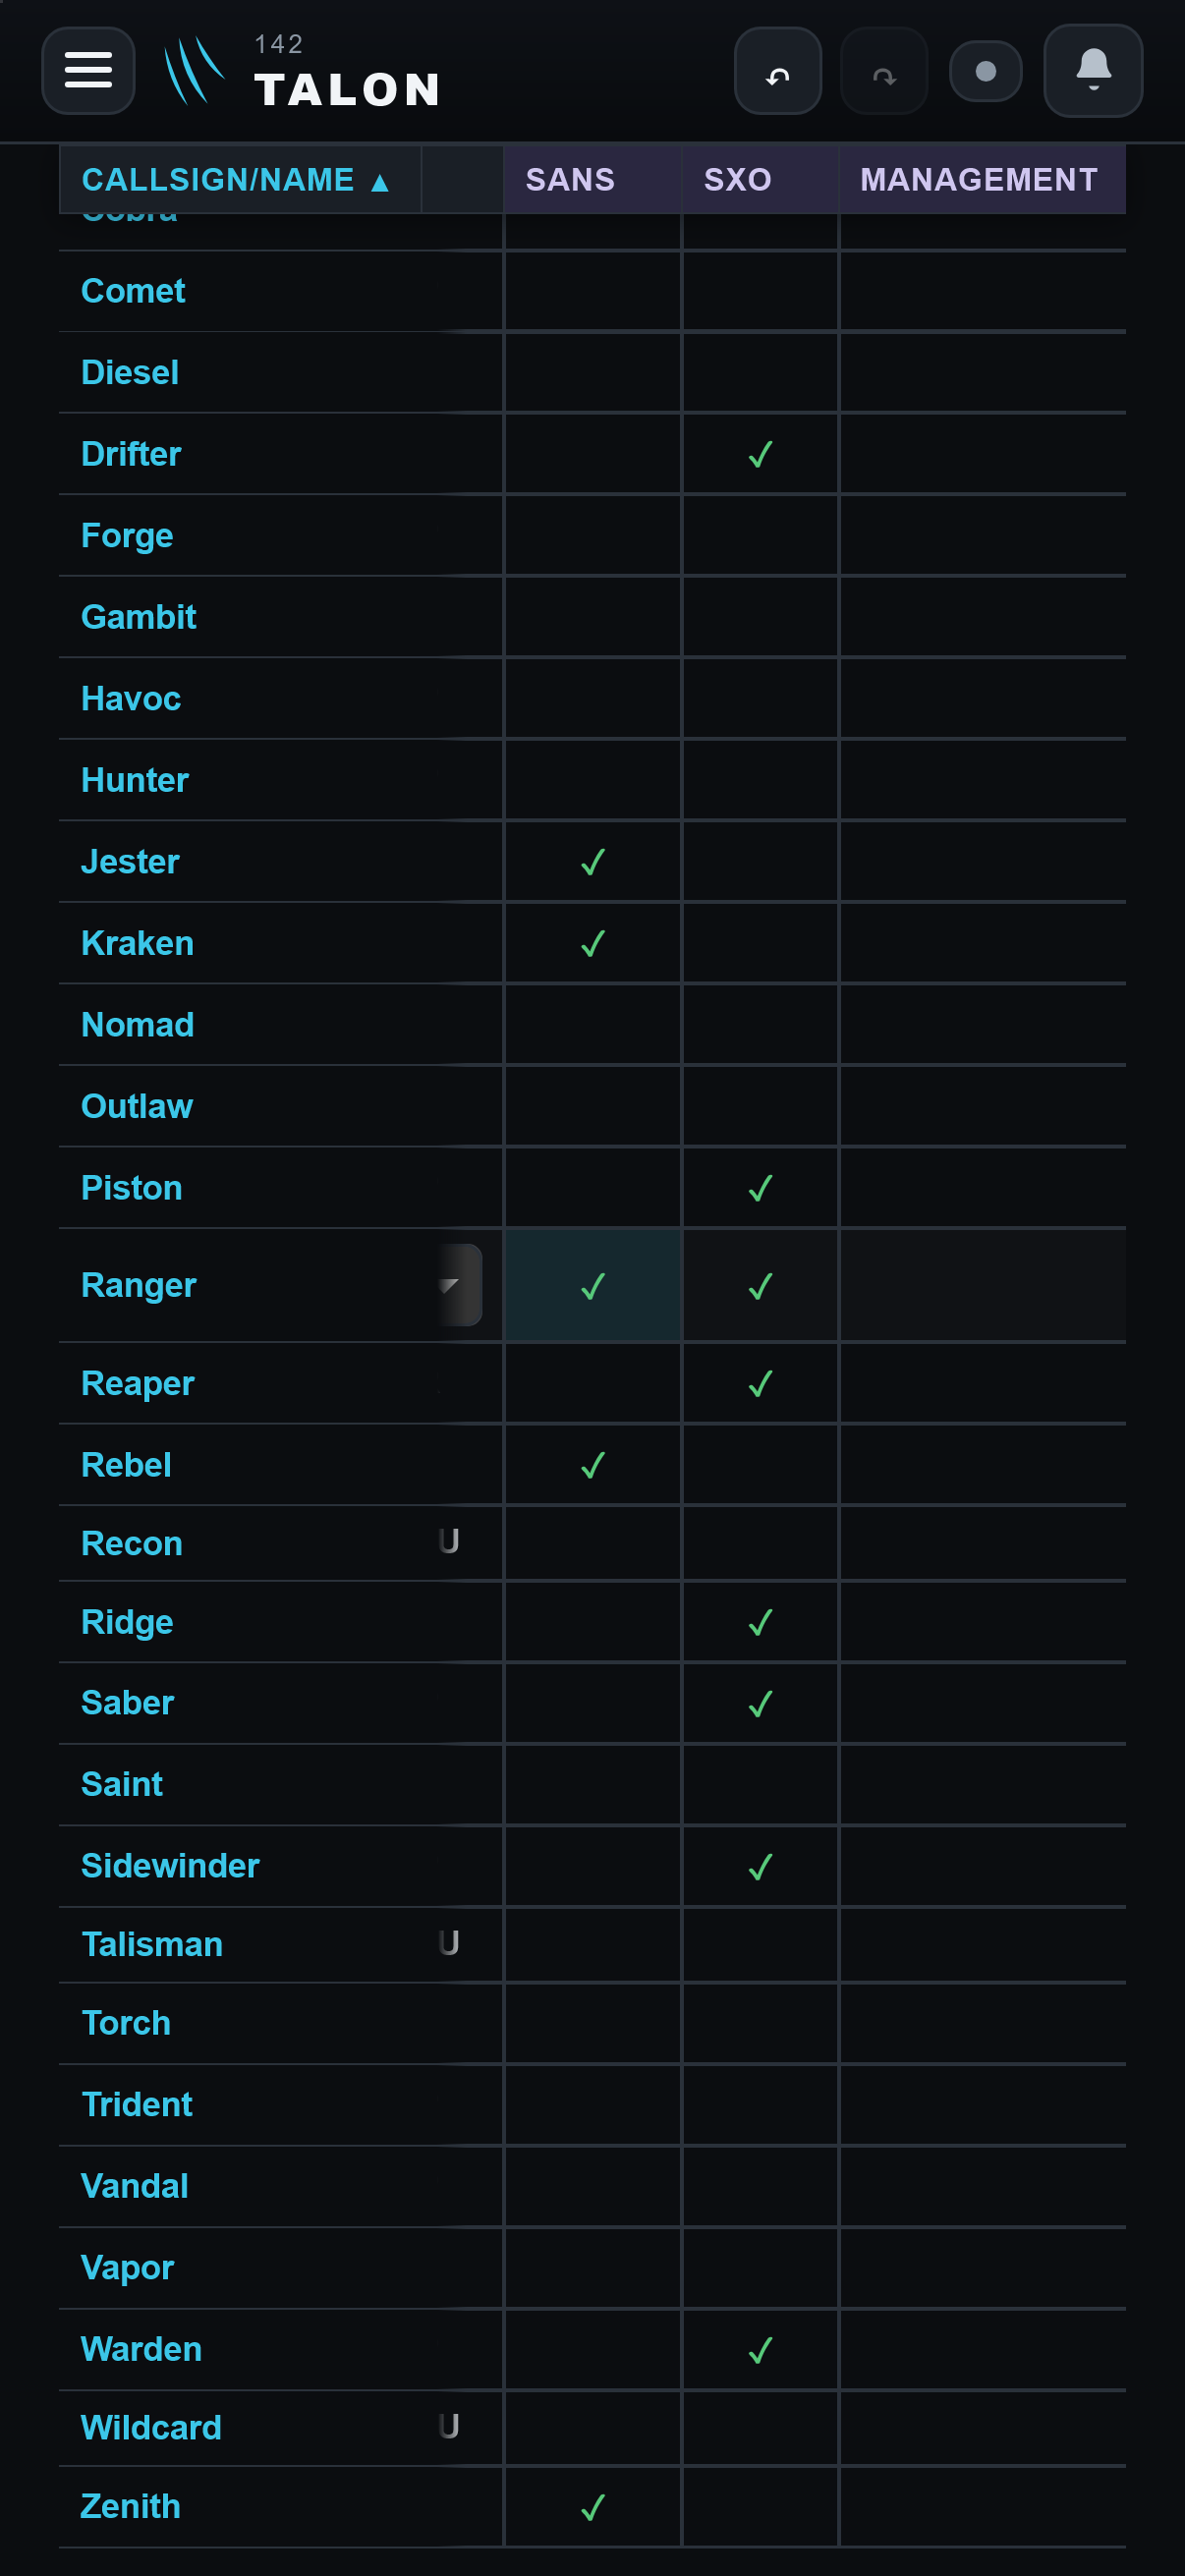 142
TALON
CALLSIGN/NAME ▲ SANS SXO MANAGEMENT
Cobra
Comet
Diesel
Drifter ✓
Forge
Gambit
Havoc
Hunter
Jester ✓
Kraken ✓
Nomad
Outlaw
Piston ✓
Ranger ✓ ✓
Reaper ✓
Rebel ✓
Recon U
Ridge ✓
Saber ✓
Saint
Sidewinder ✓
Talisman U
Torch
Trident
Vandal
Vapor
Warden ✓
Wildcard U
Zenith ✓